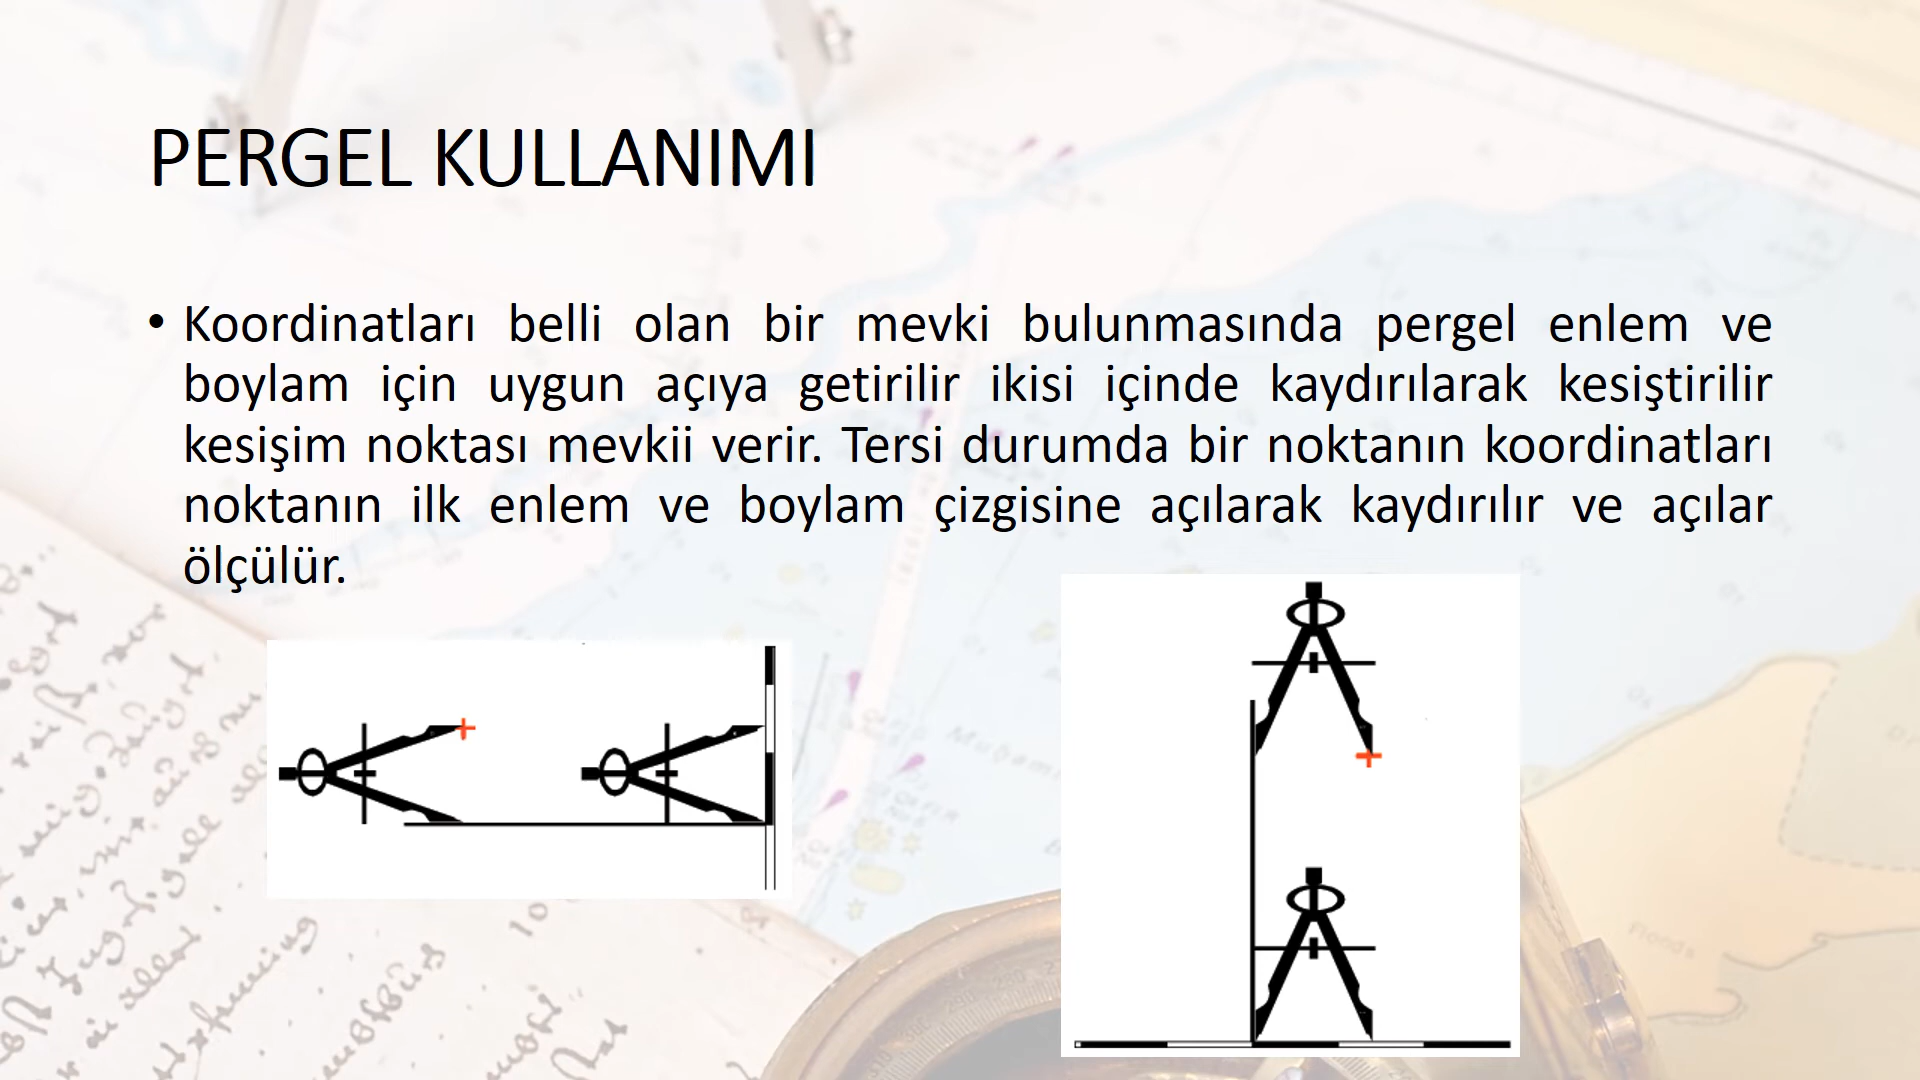 PERGEL KULLANIMI
• Koordinatları belli olan bir mevki bulunmasında pergel enlem ve
boylam için uygun açıya getirilir ikisi içinde kaydırılarak kesiştirilir
kesişim noktası mevkii verir. Tersi durumda bir noktanın koordinatları
noktanın ilk enlem ve boylam çizgisine açılarak kaydırılır ve açılar
ölçülür.